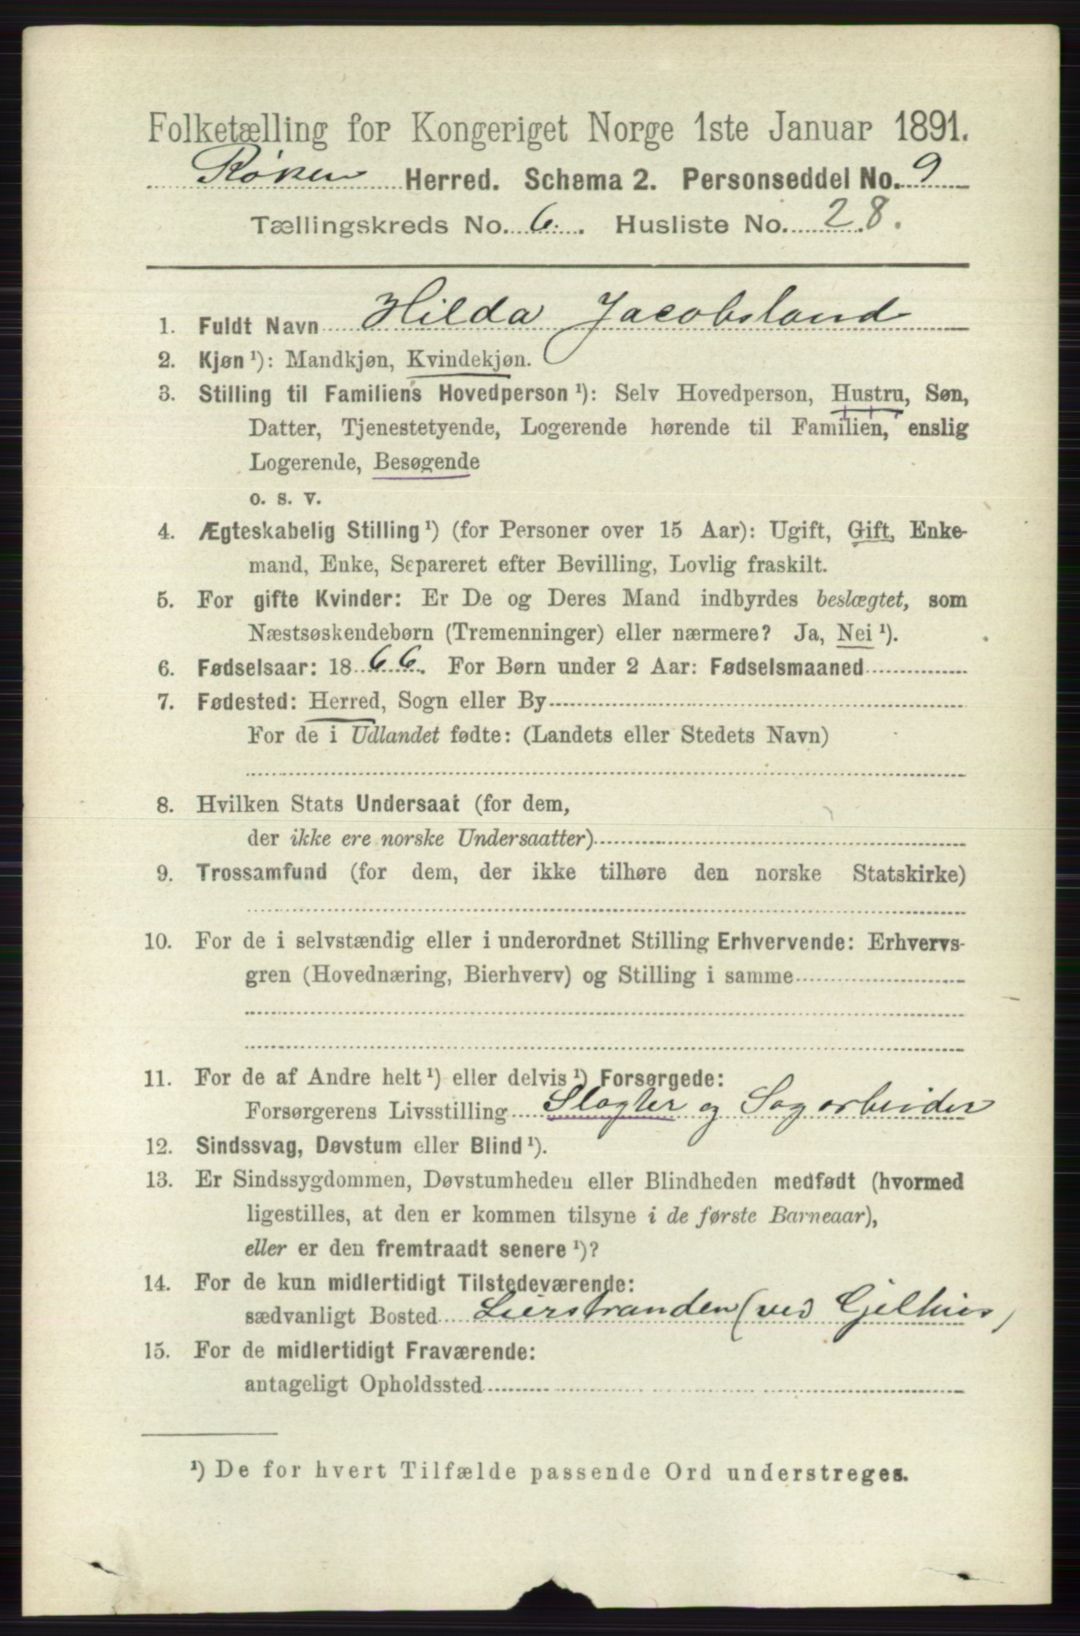 Folketælling for Kongeriget Norge 1ste Januar 1891.
Røken Herred. Schema 2. Personseddel No. 9
Tællingskreds No. 6. Husliste No. 28.
1. Fuldt Navn Hilda Jacobsland
2. Kjøn ¹): Mandkjøn, Kvindekjøn.
3. Stilling til Familiens Hovedperson ¹): Selv Hovedperson, Hustru, Søn,
Datter, Tjenestetyende, Logerende hørende til Familien, enslig
Logerende, Besøgende
o. s. v.
4. Ægteskabelig Stilling ¹) (for Personer over 15 Aar): Ugift, Gift, Enke-
mand, Enke, Separeret efter Bevilling, Lovlig fraskilt.
5. For gifte Kvinder: Er De og Deres Mand indbyrdes beslægtet, som
Næstsøskendebørn (Tremenninger) eller nærmere? Ja, Nei ¹).
6. Fødselsaar: 1866. For Børn under 2 Aar: Fødselsmaaned
7. Fødested: Herred, Sogn eller By
For de i Udlandet fødte: (Landets eller Stedets Navn)
8. Hvilken Stats Undersaat (for dem,
der ikke ere norske Undersaatter)
9. Trossamfund (for dem, der ikke tilhøre den norske Statskirke)
10. For de i selvstændig eller i underordnet Stilling Erhvervende: Erhvervs-
gren (Hovednæring, Bierhverv) og Stilling i samme
11. For de af Andre helt ¹) eller delvis ¹) Forsørgede:
Forsørgerens Livsstilling Slagter og Sagarbeider
12. Sindssvag, Døvstum eller Blind ¹).
13. Er Sindssygdommen, Døvstumheden eller Blindheden medfødt (hvormed
ligestilles, at den er kommen tilsyne i de første Barneaar),
eller er den fremtraadt senere ¹)?
14. For de kun midlertidigt Tilstedeværende:
sædvanligt Bosted Lierstranden (ved Gjelhus)
15. For de midlertidigt Fraværende:
antageligt Opholdssted
¹) De for hvert Tilfælde passende Ord understreges.